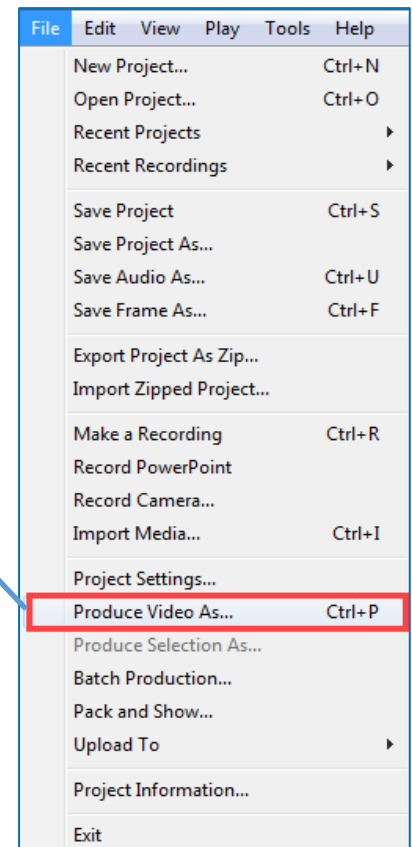 File Edit View Play Tools Help
New Project... Ctrl+N
Open Project... Ctrl+O
Recent Projects
Recent Recordings
Save Project Ctrl+S
Save Project As...
Save Audio As... Ctrl+U
Save Frame As... Ctrl+F
Export Project As Zip...
Import Zipped Project...
Make a Recording Ctrl+R
Record PowerPoint
Record Camera...
Import Media... Ctrl+I
Project Settings...
Produce Video As... Ctrl+P
Produce Selection As...
Batch Production...
Pack and Show...
Upload To
Project Information...
Exit